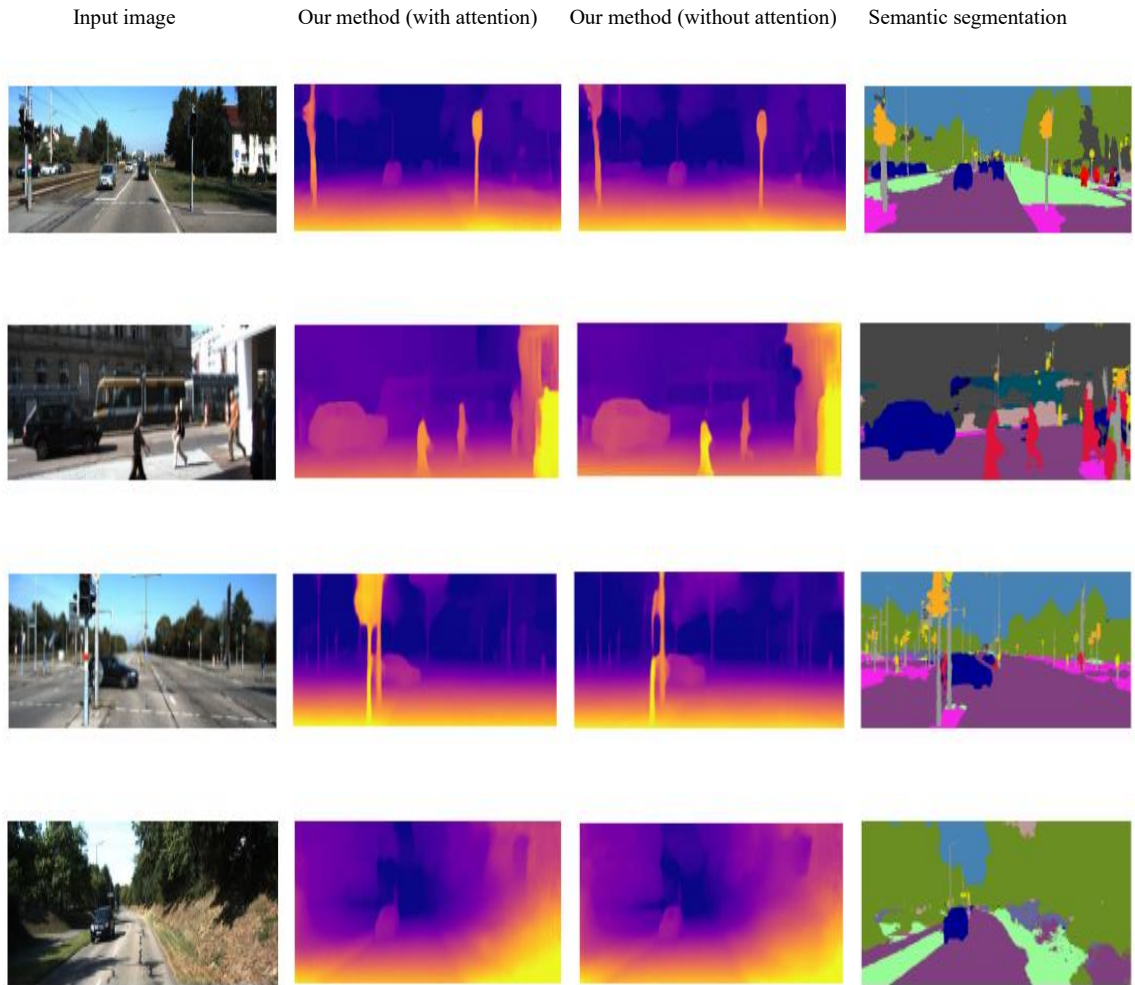 Input image
Our method (with attention)
Our method (without attention)
Semantic segmentation